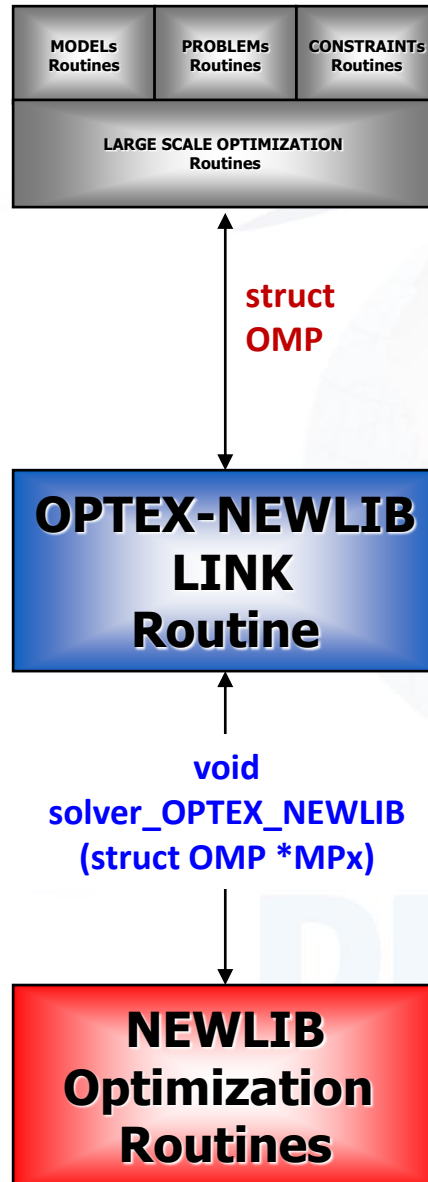 MODELs
Routines
PROBLEMs
Routines
CONSTRAINTs
Routines
LARGE SCALE OPTIMIZATION
Routines
struct
OMP
OPTEX-NEWLIB
LINK
Routine
void
solver_OPTEX_NEWLIB
(struct OMP *MPx)
NEWLIB
Optimization
Routines